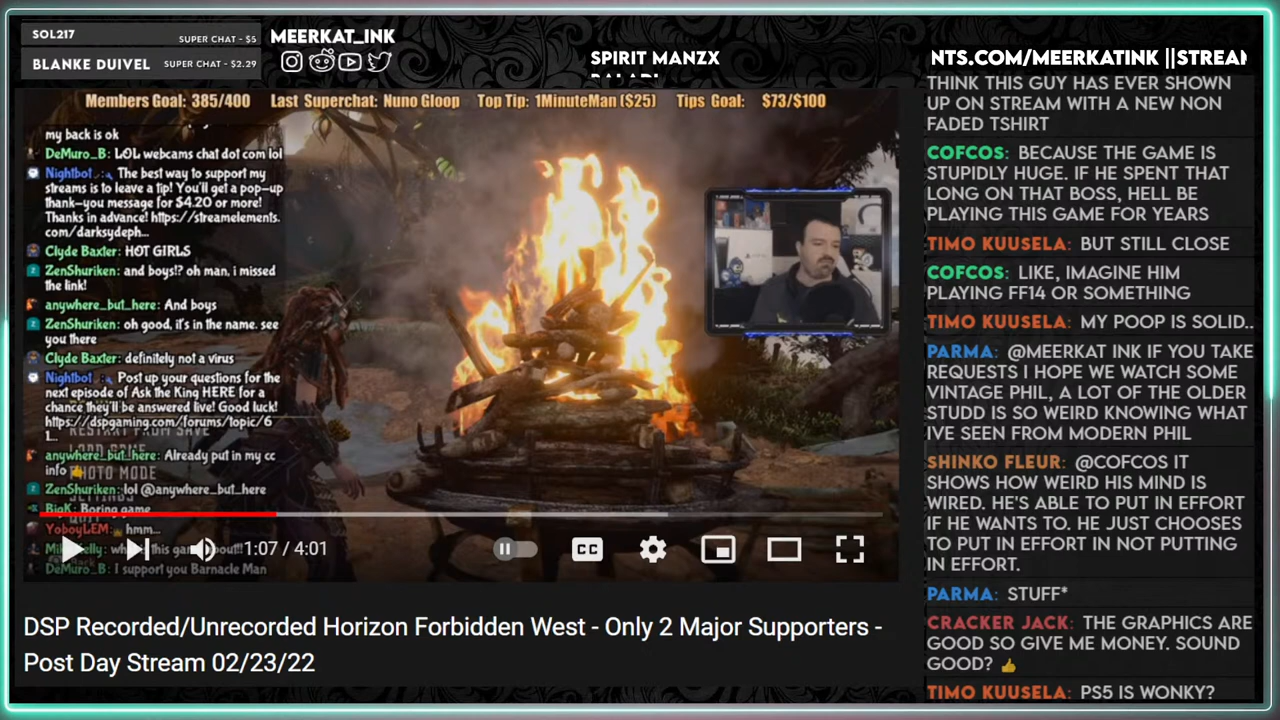 SOL217
SUPER CHAT - $5
BLANKE DUIVEL
SUPER CHAT - $2.29
MEERKAT_INK
SPIRIT MANZX
NTS.COM/MEERKATINK ||STREAM
Members Goal: 385/400 Last Superchat: Nuno Gloop Top Tip: 1MinuteMan ($25) Tips Goal: $73/$100
my back is ok
DeMuro_B: LOL webcams chat dot com lol
Nightbot: The best way to support my
streams is to leave a tip! You'll get a pop-up
thank-you message for $4.20 or more!
Thanks in advance! https://streamelements.
com/darksydeph...
Clyde Baxter: HOT GIRLS
ZenShuriken: and boys!? oh man, i missed
the link!
anywhere_but_here: And boys
ZenShuriken: oh good, it's in the name. see
you there
Clyde Baxter: definitely not a virus
Nightbot: Post up your questions for the
next episode of Ask the King HERE for a
chance they'll be answered live! Good luck!
https://dspgaming.com/forums/topic/6
1...
RESTART FROM SAVE
LOAD GAME
anywhere_but_here: Already put in my cc
info 👍
PHOTO MODE
ZenShuriken: lol @anywhere_but_here
SETTINGS
BigK: Boring game
QUIT
YoboyLEM: hmm...
DeMuro_B: I support you Barnacle Man
1:07 / 4:01
CC
DSP Recorded/Unrecorded Horizon Forbidden West - Only 2 Major Supporters -
Post Day Stream 02/23/22
THINK THIS GUY HAS EVER SHOWN
UP ON STREAM WITH A NEW NON
FADED TSHIRT
COFCOS: BECAUSE THE GAME IS
STUPIDLY HUGE. IF HE SPENT THAT
LONG ON THAT BOSS, HELL BE
PLAYING THIS GAME FOR YEARS
TIMO KUUSELA: BUT STILL CLOSE
COFCOS: LIKE, IMAGINE HIM
PLAYING FF14 OR SOMETHING
TIMO KUUSELA: MY POOP IS SOLID..
PARMA: @MEERKAT INK IF YOU TAKE
REQUESTS I HOPE WE WATCH SOME
VINTAGE PHIL, A LOT OF THE OLDER
STUDD IS SO WEIRD KNOWING WHAT
IVE SEEN FROM MODERN PHIL
SHINKO FLEUR: @COFCOS IT
SHOWS HOW WEIRD HIS MIND IS
WIRED. HE'S ABLE TO PUT IN EFFORT
IF HE WANTS TO. HE JUST CHOOSES
TO PUT IN EFFORT IN NOT PUTTING
IN EFFORT.
PARMA: STUFF*
CRACKER JACK: THE GRAPHICS ARE
GOOD SO GIVE ME MONEY. SOUND
GOOD? 👍
TIMO KUUSELA: PS5 IS WONKY?